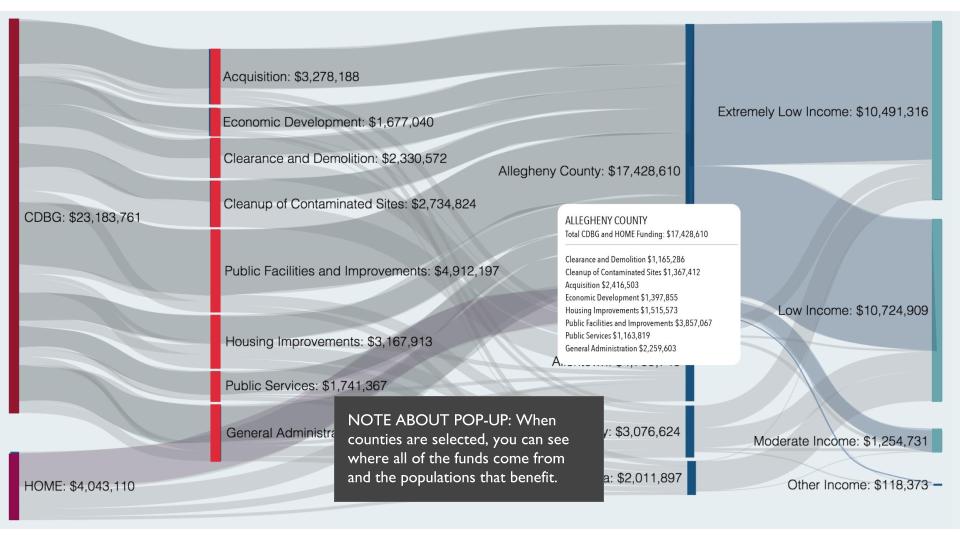 Acquisition: $3,278,188
Economic Development: $1,677,040
Clearance and Demolition: $2,330,572
Cleanup of Contaminated Sites: $2,734,824
CDBG: $23,183,761
Public Facilities and Improvements: $4,912,197
Housing Improvements: $3,167,913
Public Services: $1,741,367
General
HOME: $4,043,110
Allegheny County: $17,428,610
ALLEGHENY COUNTY
Total CDBG and HOME Funding: $17,428,610
Clearance and Demolition $1,165,286
Cleanup of Contaminated Sites $1,367,412
Acquisition $2,416,503
Economic Development $1,397,855
Housing Improvements $1,515,573
Public Facilities and Improvements $3,857,067
Public Services $1,163,819
General Administration $2,259,603
$3,076,624
$2,011,897
NOTE ABOUT POP-UP: When
counties are selected, you can see
where all of the funds come from
and the populations that benefit.
Extremely Low Income: $10,491,316
Low Income: $10,724,909
Moderate Income: $1,254,731
Other Income: $118,373